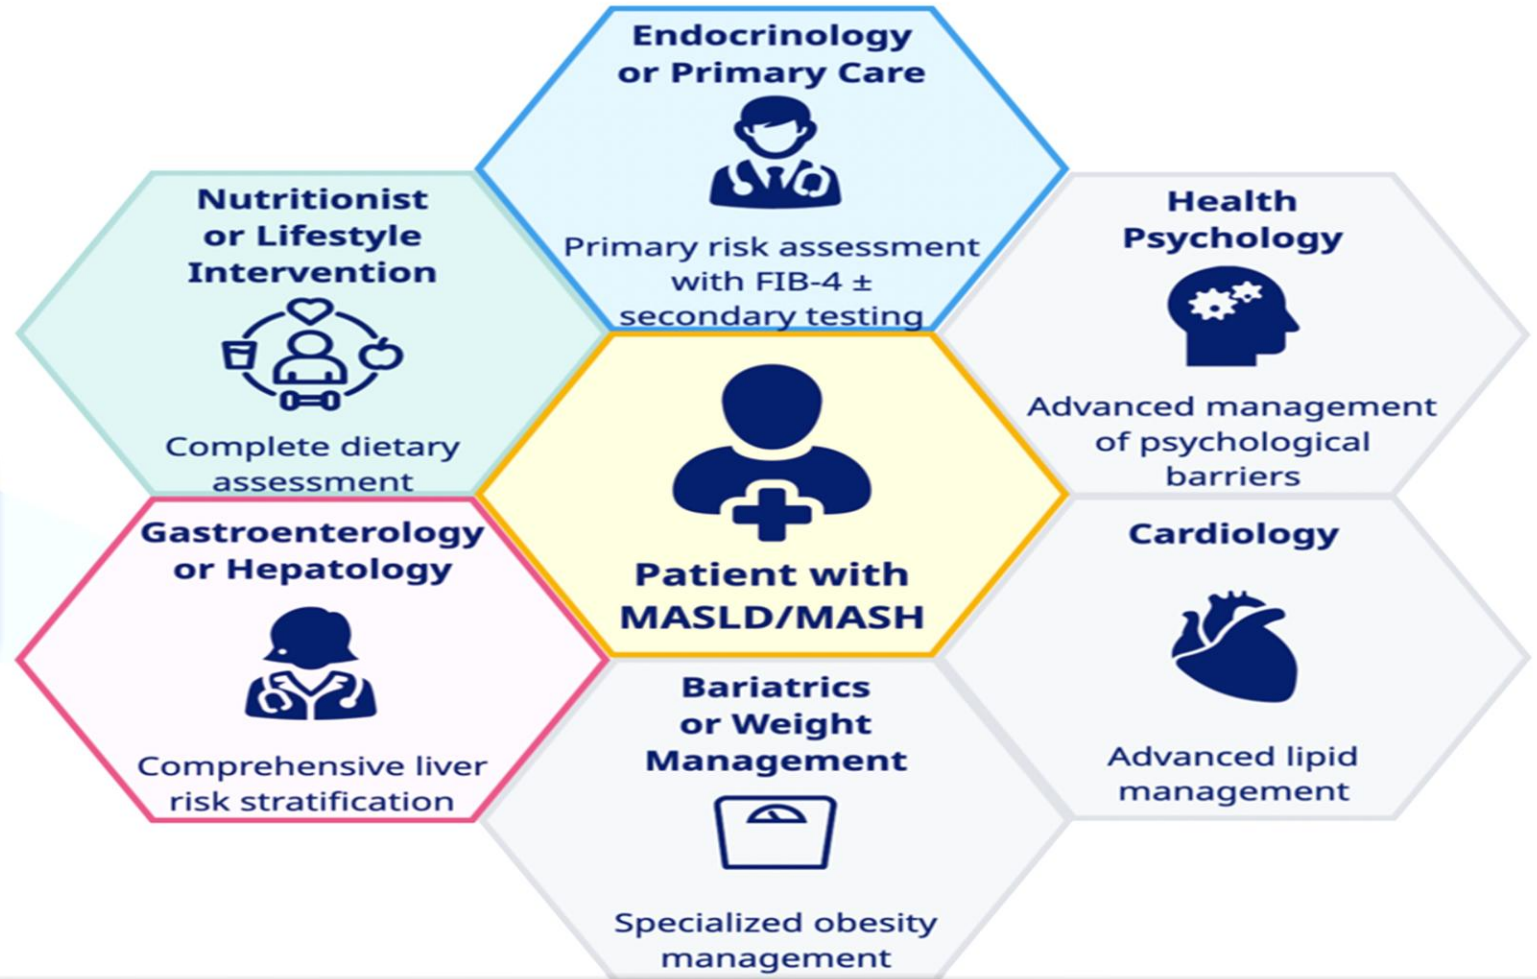 Endocrinology
or Primary Care
Primary risk assessment
with FIB-4 ±
secondary testing
Nutritionist
or Lifestyle
Intervention
Complete dietary
assessment
Health
Psychology
Advanced management
of psychological
barriers
Patient with
MASLD/MASH
Gastroenterology
or Hepatology
Comprehensive liver
risk stratification
Cardiology
Advanced lipid
management
Bariatrics
or Weight
Management
Specialized obesity
management